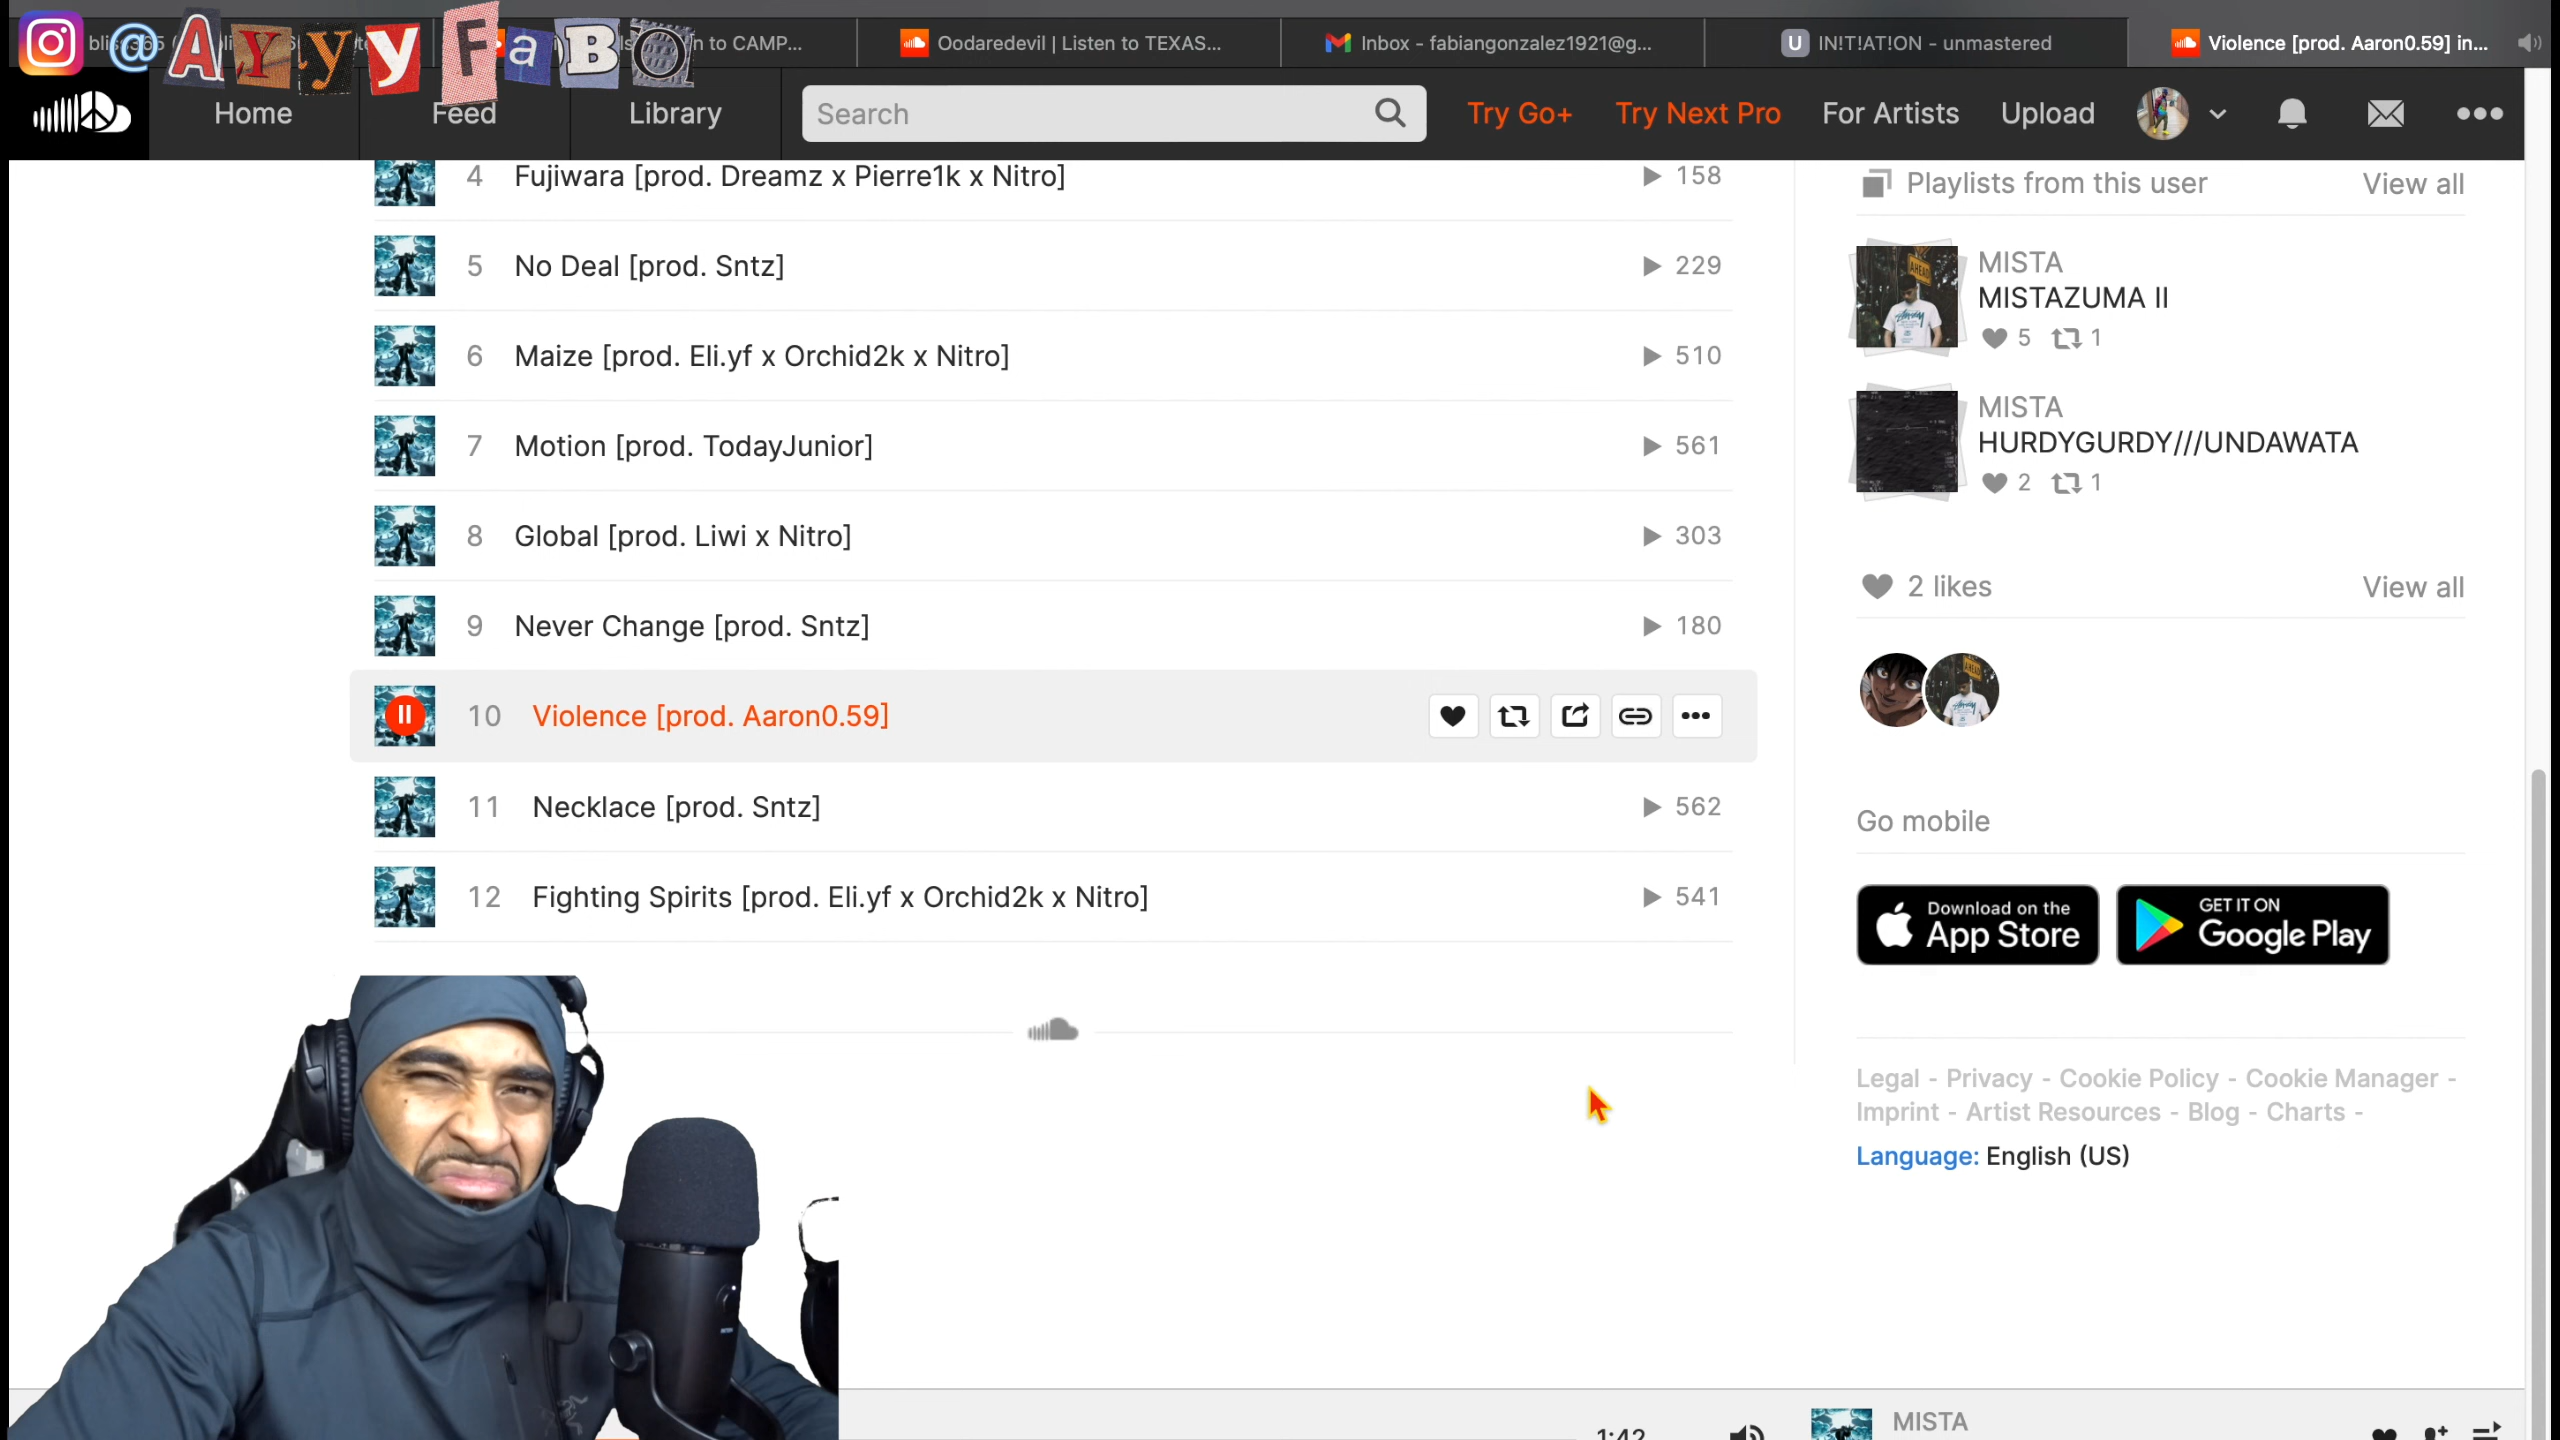 @AYyyFaBO
n to CAMP...
Oodaredevil | Listen to TEXAS...
Inbox - fabiangonzalez1921@g...
U IN!T!AT!ON - unmastered
Violence [prod. Aaron0.59] in...
Home
Feed
Library
Search
Try Go+
Try Next Pro
For Artists
Upload
4 Fujiwara [prod. Dreamz x Pierre1k x Nitro] 158
5 No Deal [prod. Sntz] 229
6 Maize [prod. Eli.yf x Orchid2k x Nitro] 510
7 Motion [prod. TodayJunior] 561
8 Global [prod. Liwi x Nitro] 303
9 Never Change [prod. Sntz] 180
10 Violence [prod. Aaron0.59]
11 Necklace [prod. Sntz] 562
12 Fighting Spirits [prod. Eli.yf x Orchid2k x Nitro] 541
Playlists from this user View all
AHEAD
MISTA
MISTAZUMA II
5 1
MISTA
HURDYGURDY///UNDAWATA
2 1
2 likes View all
Go mobile
Download on the
App Store
GET IT ON
Google Play
Legal - Privacy - Cookie Policy - Cookie Manager -
Imprint - Artist Resources - Blog - Charts -
Language: English (US)
1:42
MISTA